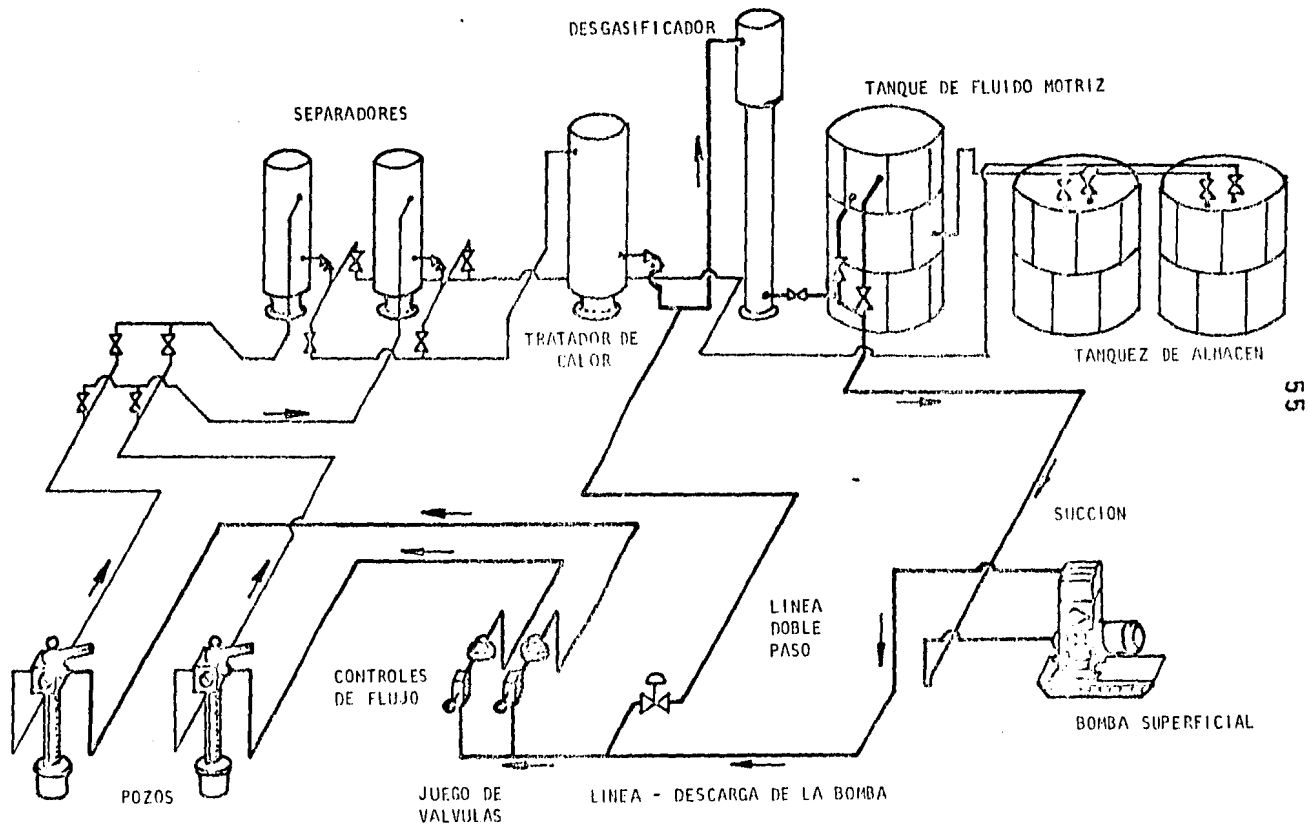 DESGASIFICADOR
TANQUE DE FLUIDO MOTRIZ
SEPARADORES
TRATADOR DE
CALOR
TANQUEZ DE ALMACEN
55
SUCCION
LINEA
DOBLE
PASO
CONTROLES
DE FLUJO
BOMBA SUPERFICIAL
POZOS
JUEGO DE
VALVULAS
LINEA - DESCARGA DE LA BOMBA